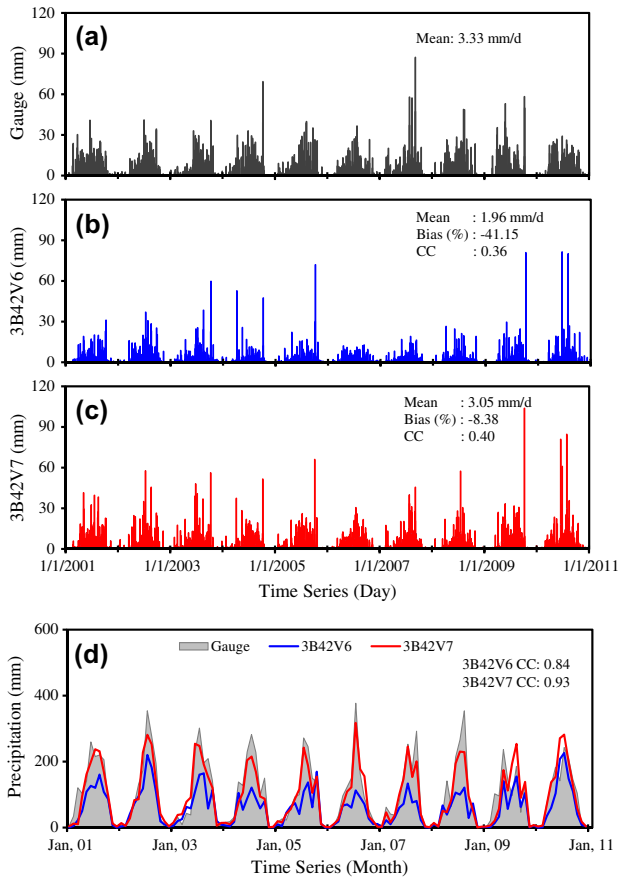 (a)
Mean: 3.33 mm/d
Gauge (mm)
120
90
60
30
0
(b)
Mean : 1.96 mm/d
Bias (%) : -41.15
CC : 0.36
3B42V6 (mm)
120
90
60
30
0
(c)
Mean : 3.05 mm/d
Bias (%) : -8.38
CC : 0.40
3B42V7 (mm)
120
90
60
30
0
1/1/2001 1/1/2003 1/1/2005 1/1/2007 1/1/2009 1/1/2011
Time Series (Day)
(d)
Gauge 3B42V6 3B42V7
3B42V6 CC: 0.84
3B42V7 CC: 0.93
Precipitation (mm)
600
400
200
0
Jan, 01 Jan, 03 Jan, 05 Jan, 07 Jan, 09 Jan, 11
Time Series (Month)